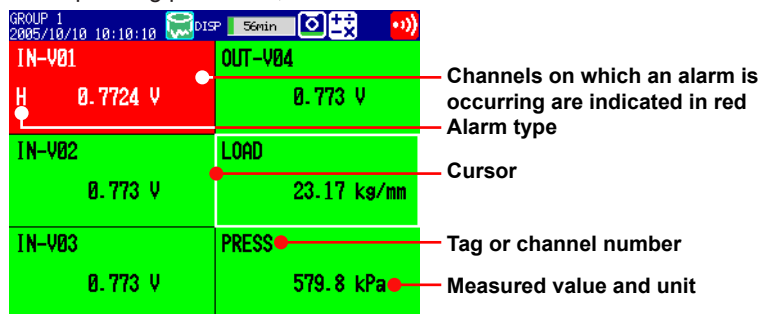 GROUP 1
2005/10/10 10:10:10 DISP 56min
IN-V01 OUT-V04
H 0.7724 V 0.773 V
Channels on which an alarm is
occurring are indicated in red
Alarm type
IN-V02 LOAD
Cursor
0.773 V 23.17 kg/mm
IN-V03 PRESS
Tag or channel number
0.773 V 579.8 kPa
Measured value and unit